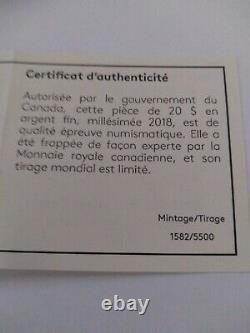 Certificat d'authenticité
Autorisée par le gouvernement du
Canada, cette pièce de 20 $ en
argent fin, millésimée 2018, est de
qualité épreuve numismatique. Elle a
été frappée de façon experte par la
Monnaie royale canadienne, et son
tirage mondial est limité.
Mintage/Tirage
1582/5500